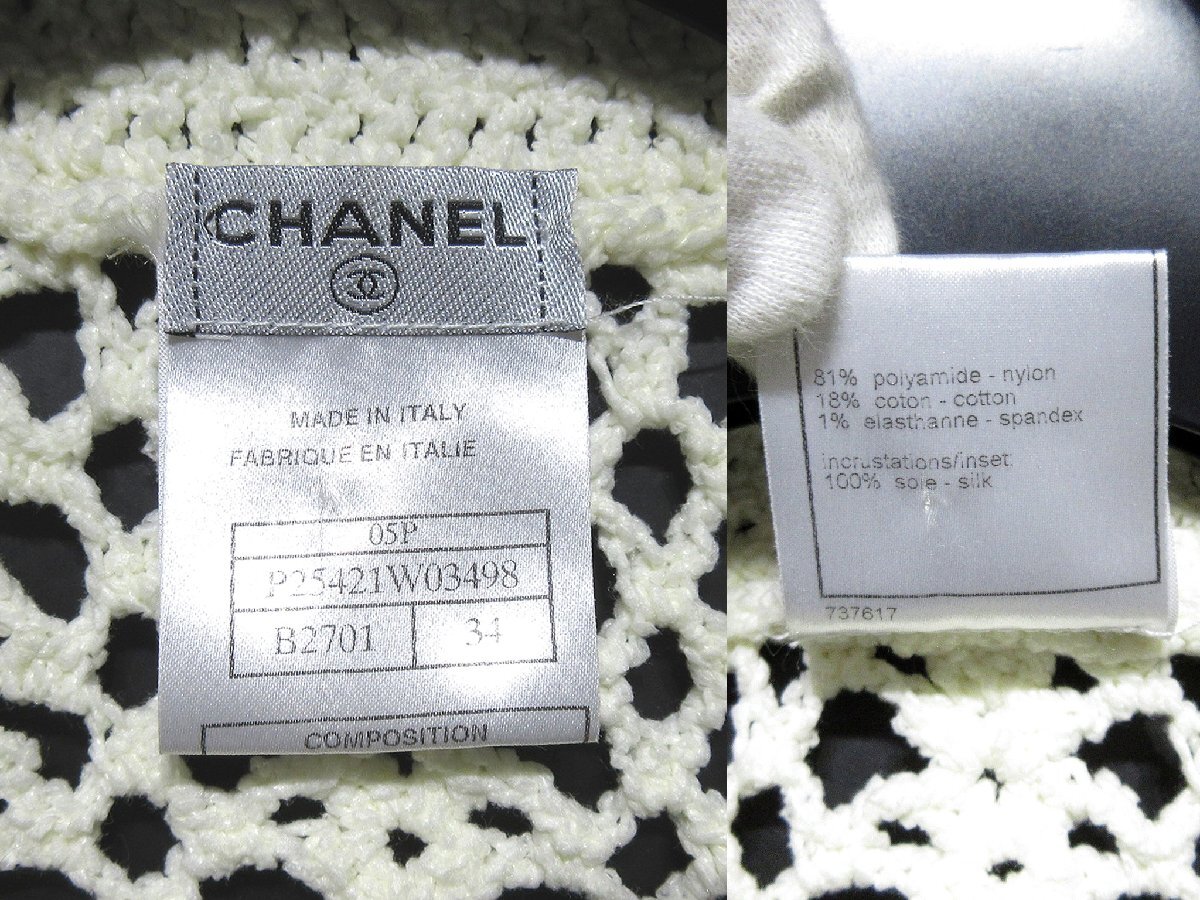 CHANEL
MADE IN ITALY
FABRIQUE EN ITALIE
05P
P25421W03498
B2701 34
COMPOSITION
81% polyamide - nylon
18% coton - cotton
1% elasthanne - spandex
incrustations/inset:
100% soie - silk
737617